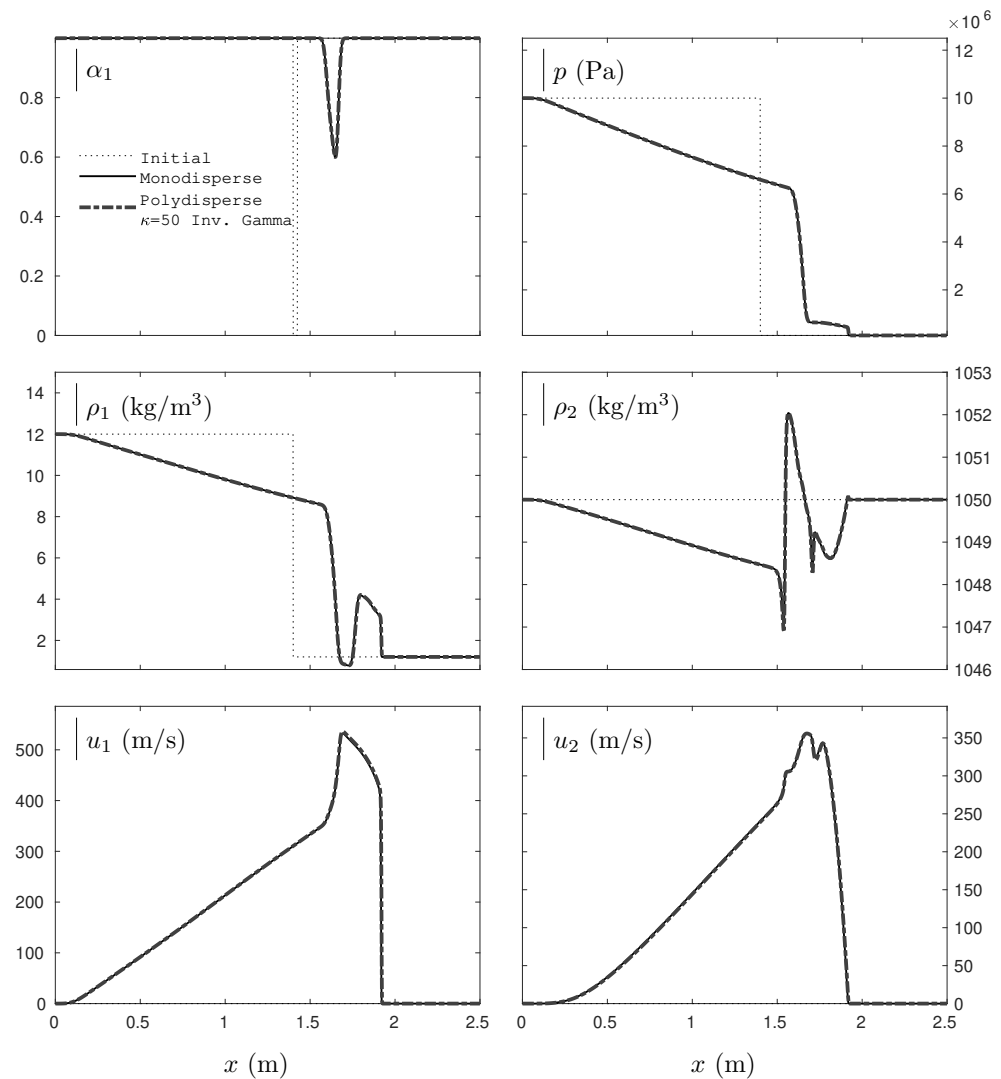 ×10⁶
α₁
p (Pa)
0.8
0.6
0.4
0.2
0
Initial
Monodisperse
Polydisperse
κ=50 Inv. Gamma
12
10
8
6
4
2
ρ₁ (kg/m³)
ρ₂ (kg/m³)
14
12
10
8
6
4
2
1053
1052
1051
1050
1049
1048
1047
1046
u₁ (m/s)
u₂ (m/s)
500
400
300
200
100
0
350
300
250
200
150
100
50
0
0 0.5 1 1.5 2 2.5
0 0.5 1 1.5 2 2.5
x (m)
x (m)